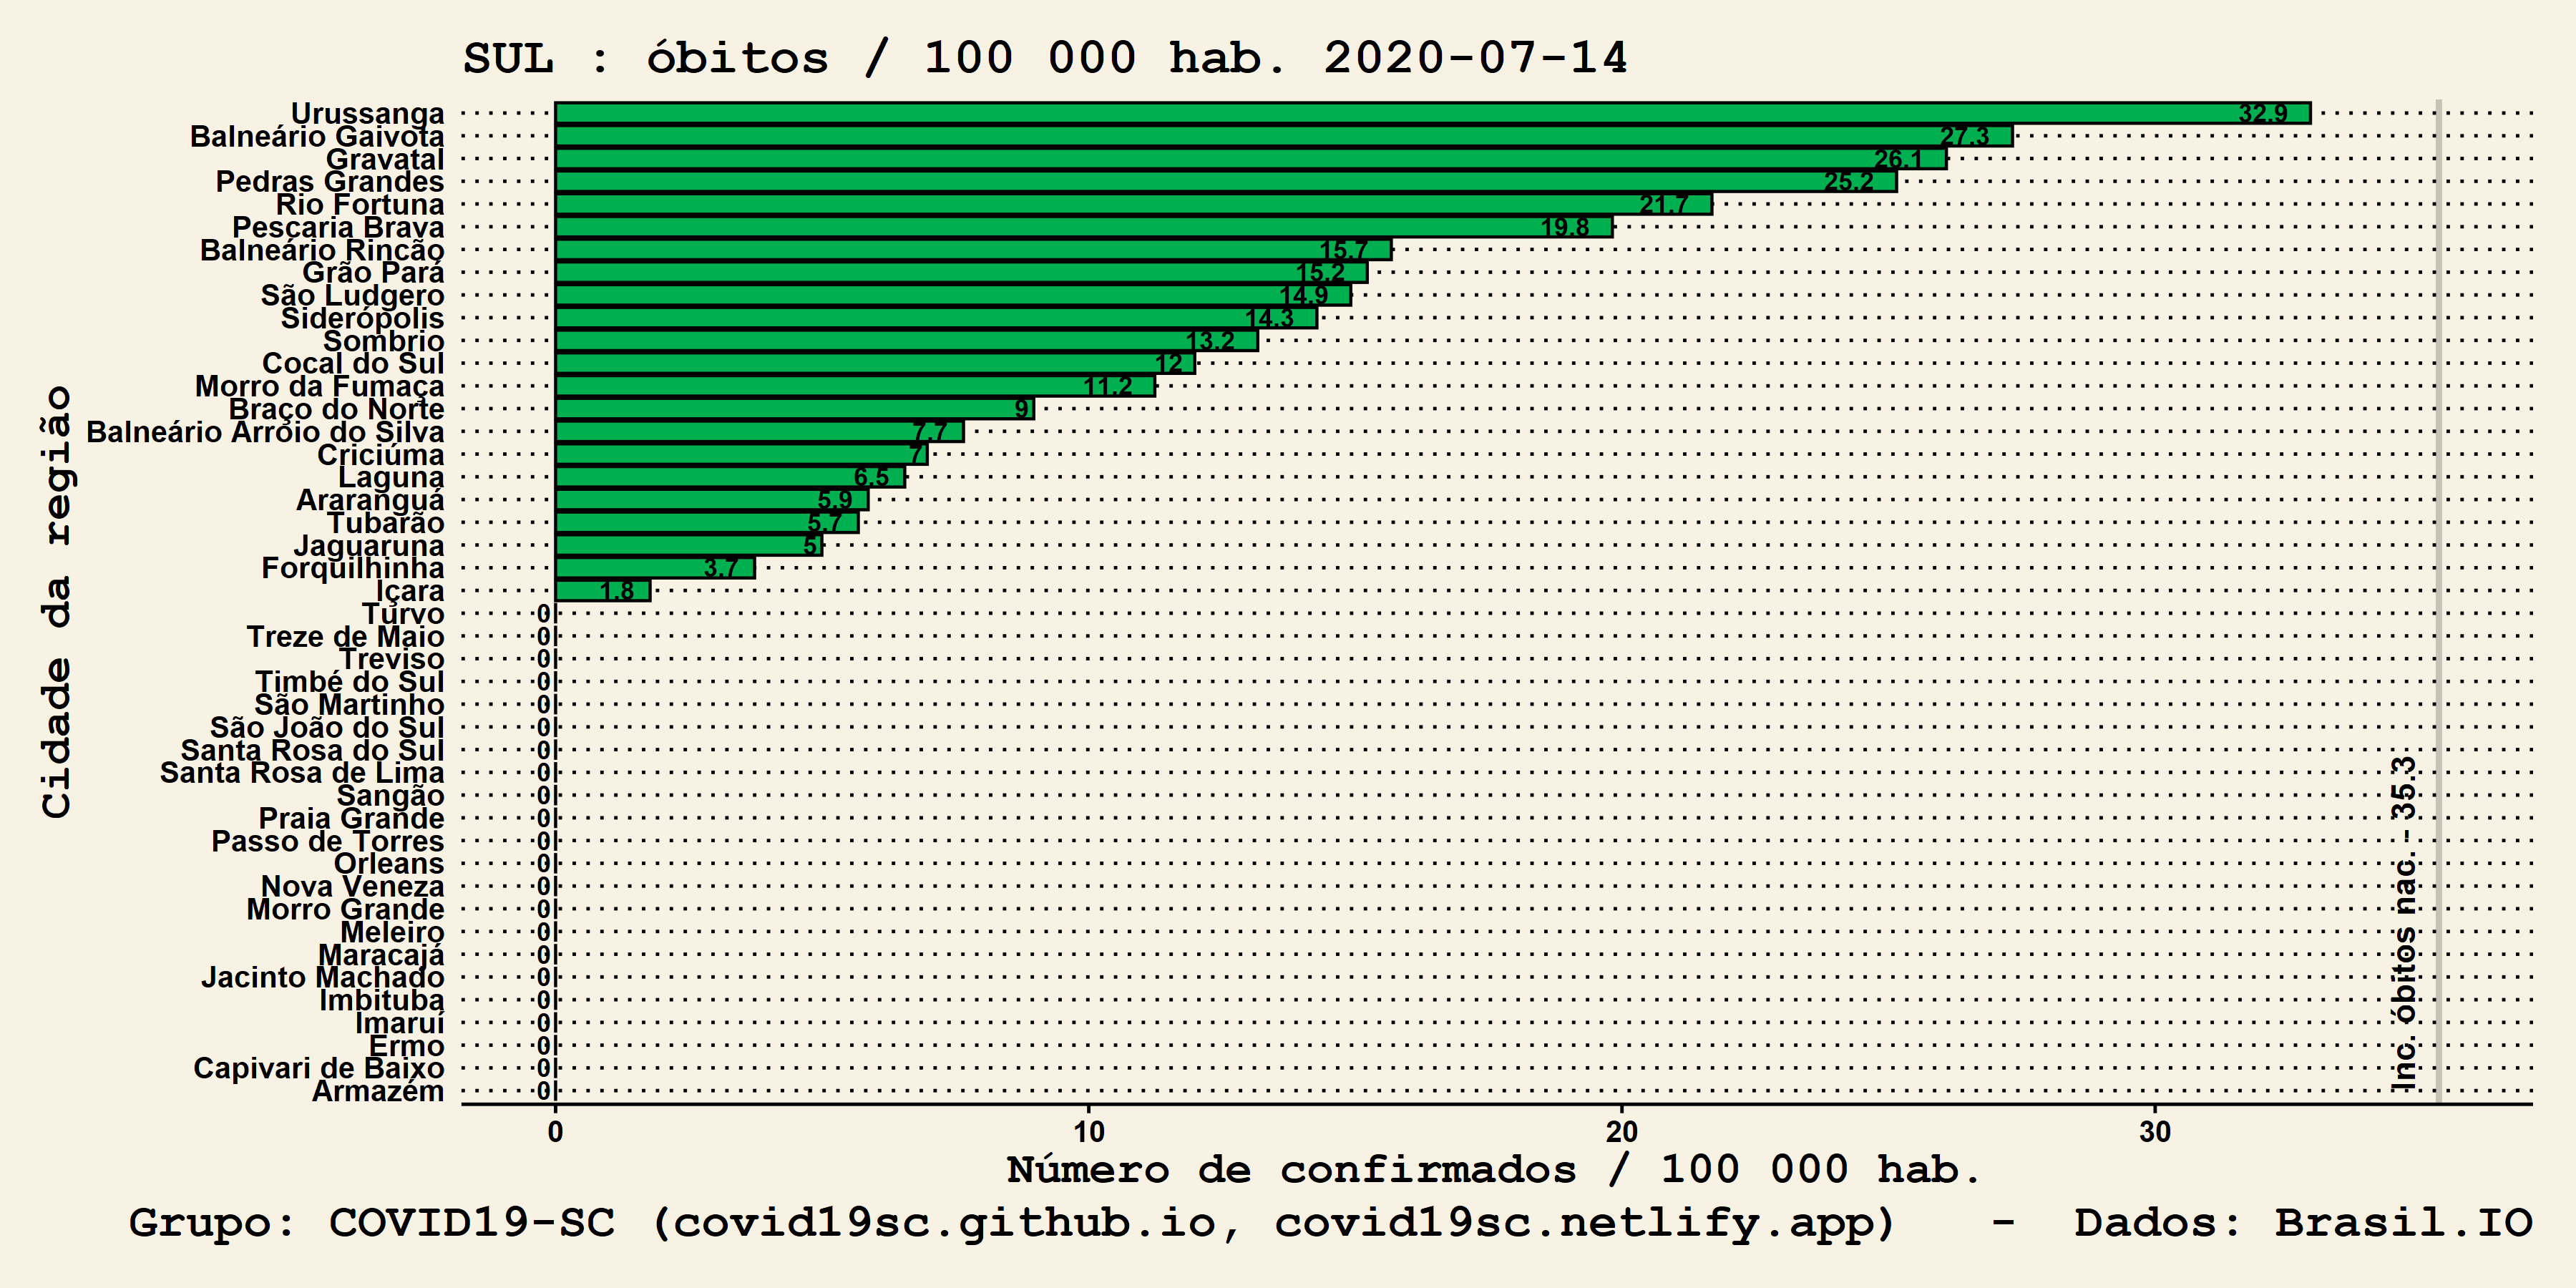 SUL : óbitos / 100 000 hab. 2020-07-14
Cidade da região
Urussanga 32.9
Balneário Gaivota 27.3
Gravatal 26.1
Pedras Grandes 25.2
Rio Fortuna 21.7
Pescaria Brava 19.8
Balneário Rincão 15.7
Grão Pará 15.2
São Ludgero 14.9
Siderópolis 14.3
Sombrio 13.2
Cocal do Sul 12
Morro da Fumaça 11.2
Braço do Norte 9
Balneário Arroio do Silva 7.7
Criciúma 7
Laguna 6.5
Araranguá 5.9
Tubarão 5.7
Jaguaruna 5
Forquilhinha 3.7
Içara 1.8
Turvo 0
Treze de Maio 0
Treviso 0
Timbé do Sul 0
São Martinho 0
São João do Sul 0
Santa Rosa do Sul 0
Santa Rosa de Lima 0
Sangão 0
Praia Grande 0
Passo de Torres 0
Orleans 0
Nova Veneza 0
Morro Grande 0
Meleiro 0
Maracajá 0
Jacinto Machado 0
Imbituba 0
Imaruí 0
Ermo 0
Capivari de Baixo 0
Armazém 0
Inc. óbitos nac. - 35.3
0 10 20 30
Número de confirmados / 100 000 hab.
Grupo: COVID19-SC (covid19sc.github.io, covid19sc.netlify.app) - Dados: Brasil.IO